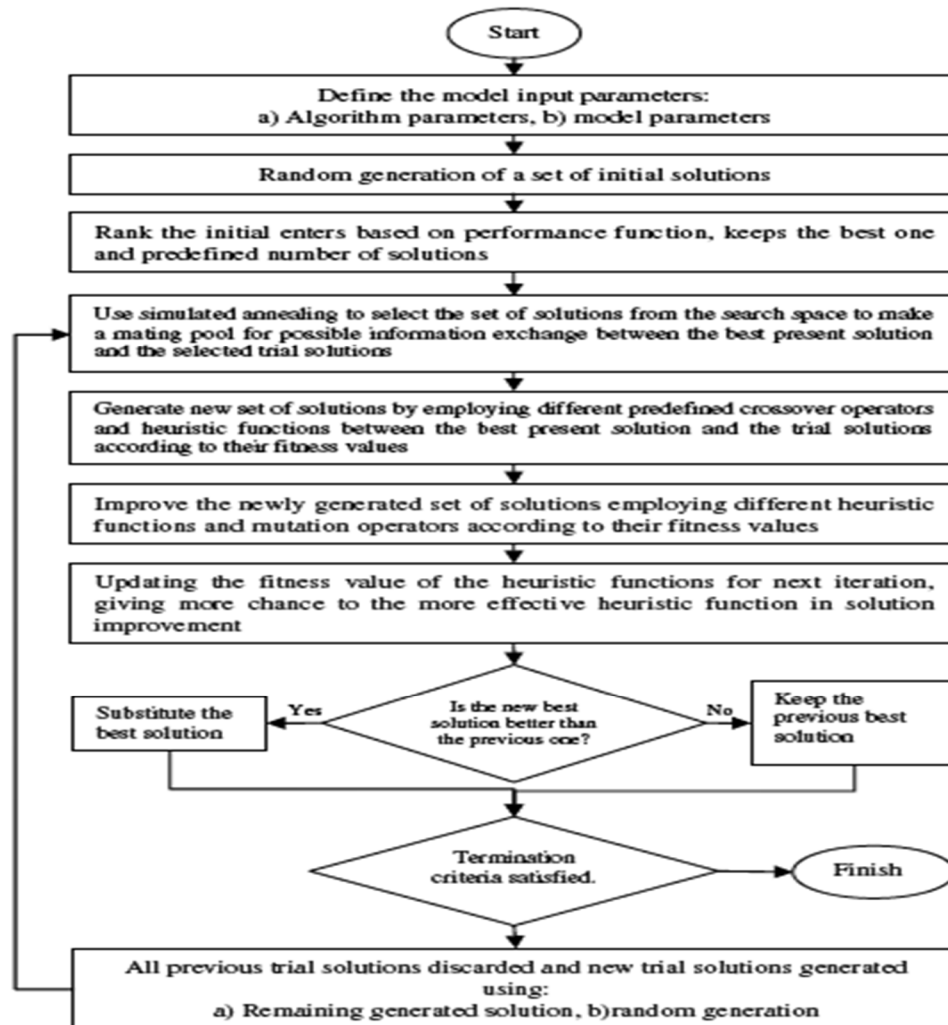 Start
Define the model input parameters:
a) Algorithm parameters, b) model parameters
Random generation of a set of initial solutions
Rank the initial enters based on performance function, keeps the best one
and predefined number of solutions
Use simulated annealing to select the set of solutions from the search space to make
a mating pool for possible information exchange between the best present solution
and the selected trial solutions
Generate new set of solutions by employing different predefined crossover operators
and heuristic functions between the best present solution and the trial solutions
according to their fitness values
Improve the newly generated set of solutions employing different heuristic
functions and mutation operators according to their fitness values
Updating the fitness value of the heuristic functions for next iteration,
giving more chance to the more effective heuristic function in solution
improvement
Is the new best
solution better than
the previous one?
Yes
No
Substitute the
best solution
Keep the
previous best
solution
Termination
criteria satisfied.
Finish
All previous trial solutions discarded and new trial solutions generated
using:
a) Remaining generated solution, b)random generation